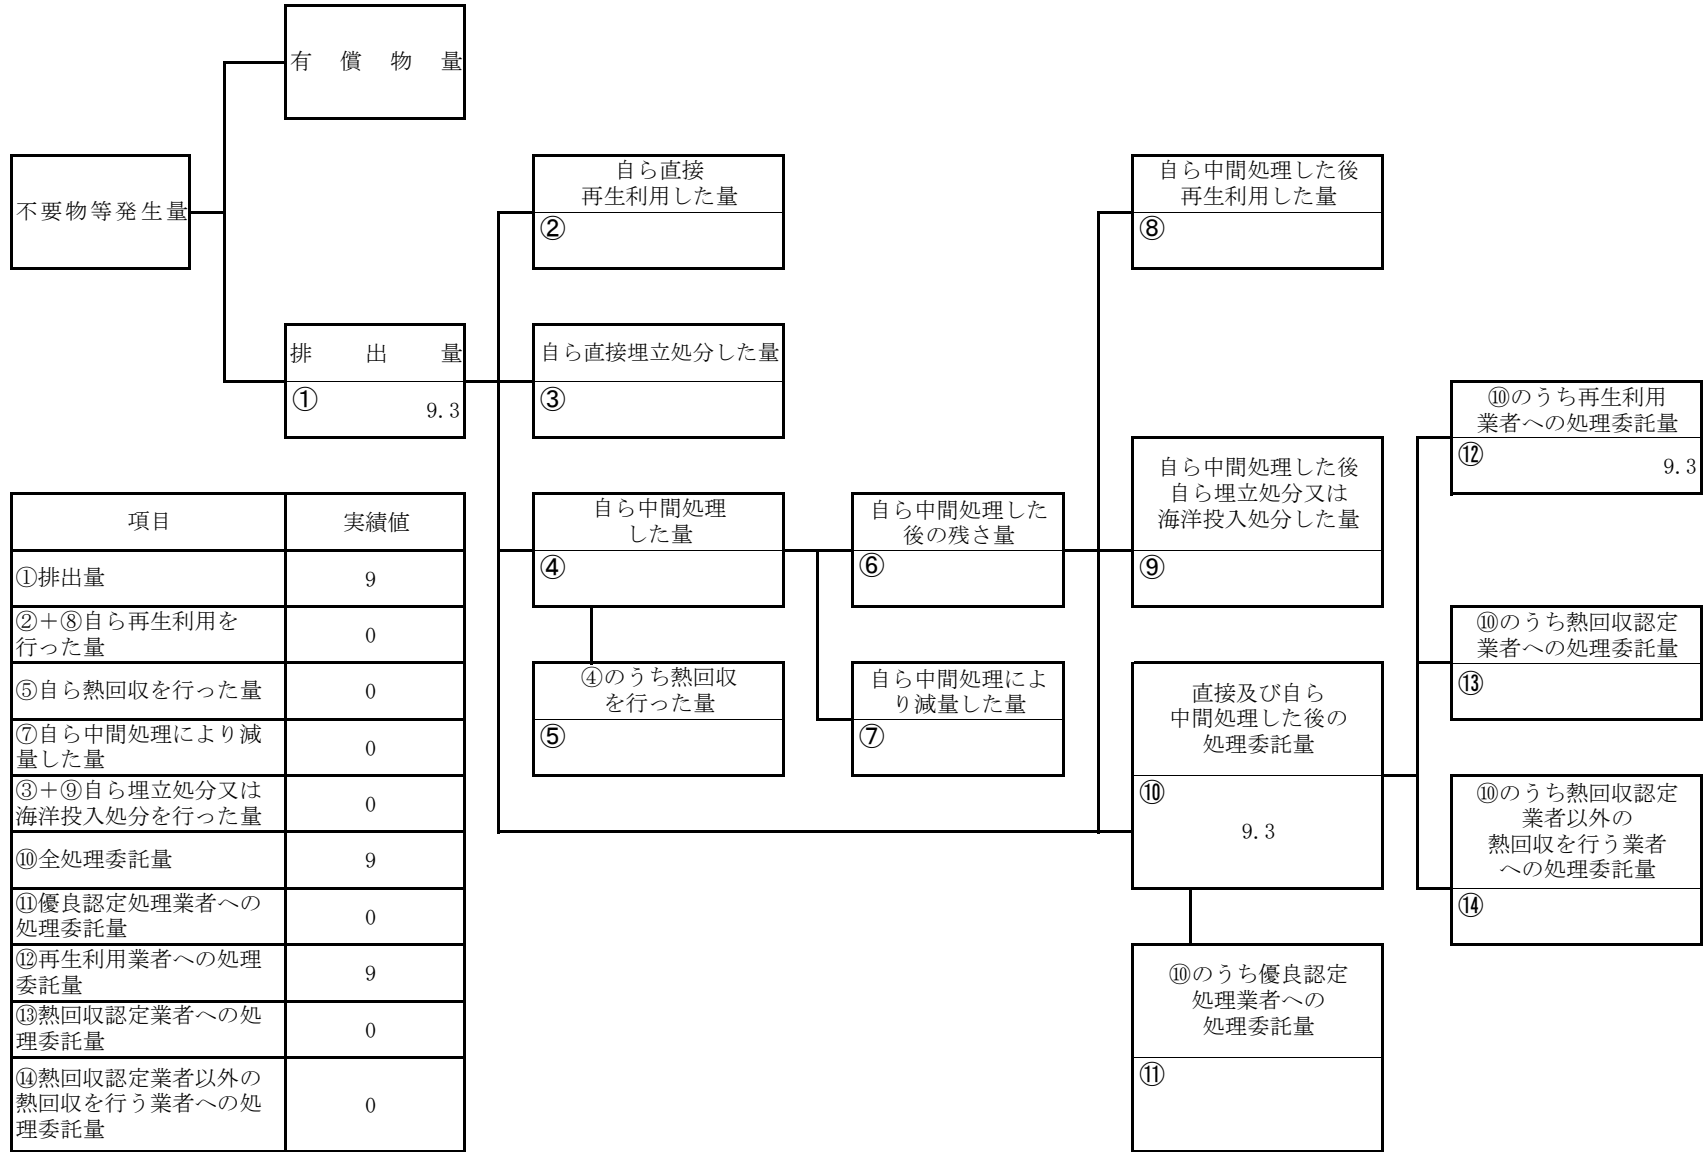 有償物量
不要物等発生量
排出量
①
9.3
自ら直接
再生利用した量
②
自ら直接埋立処分した量
③
自ら中間処理
した量
④
④のうち熱回収
を行った量
⑤
自ら中間処理した
後の残さ量
⑥
自ら中間処理によ
り減量した量
⑦
自ら中間処理した後
再生利用した量
⑧
自ら中間処理した後
自ら埋立処分又は
海洋投入処分した量
⑨
直接及び自ら
中間処理した後の
処理委託量
⑩
9.3
⑩のうち優良認定
処理業者への
処理委託量
⑪
⑩のうち再生利用
業者への処理委託量
⑫
9.3
⑩のうち熱回収認定
業者への処理委託量
⑬
⑩のうち熱回収認定
業者以外の
熱回収を行う業者
への処理委託量
⑭
項目 実績値
①排出量 9
②＋⑧自ら再生利用を
行った量 0
⑤自ら熱回収を行った量 0
⑦自ら中間処理により減
量した量 0
③＋⑨自ら埋立処分又は
海洋投入処分を行った量 0
⑩全処理委託量 9
⑪優良認定処理業者への
処理委託量 0
⑫再生利用業者への処理
委託量 9
⑬熱回収認定業者への処
理委託量 0
⑭熱回収認定業者以外の
熱回収を行う業者への処
理委託量 0